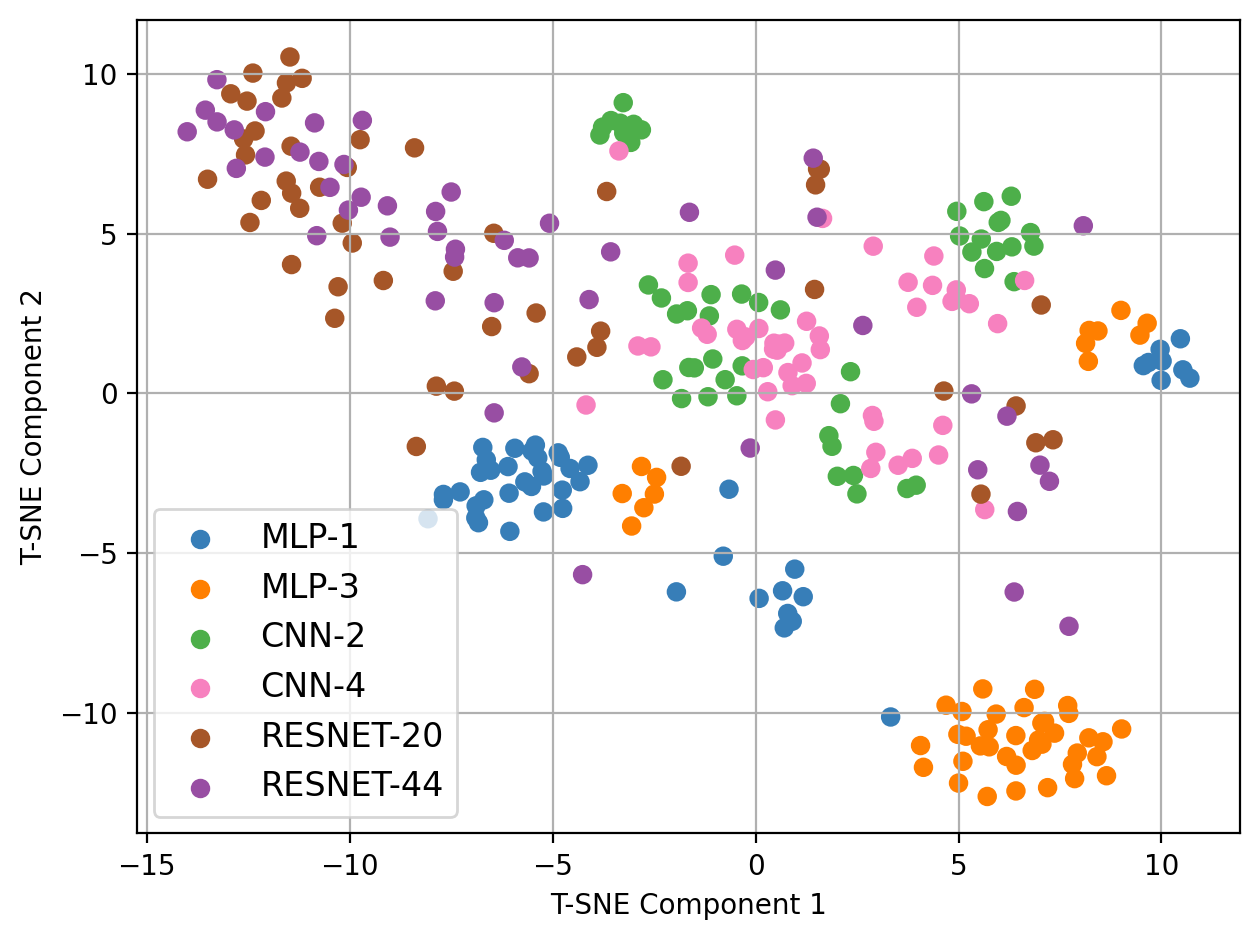 10
5
0
−5
−10
T-SNE Component 2
MLP-1
MLP-3
CNN-2
CNN-4
RESNET-20
RESNET-44
−15 −10 −5 0 5 10
T-SNE Component 1